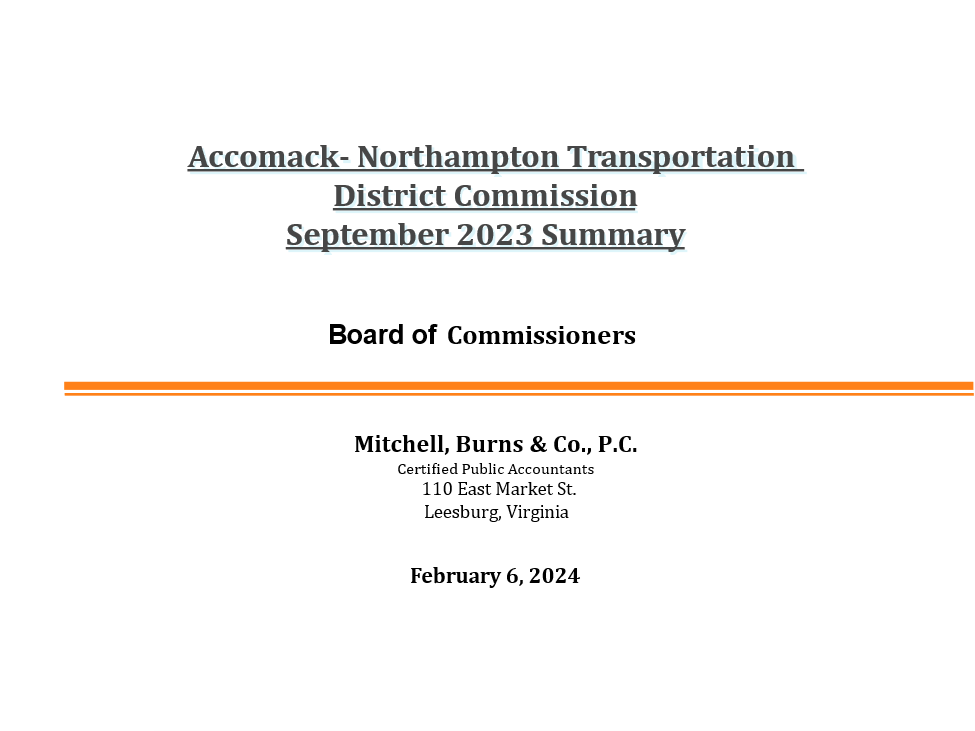 Accomack- Northampton Transportation
District Commission
September 2023 Summary
Board of Commissioners
Mitchell, Burns & Co., P.C.
Certified Public Accountants
110 East Market St.
Leesburg, Virginia
February 6, 2024